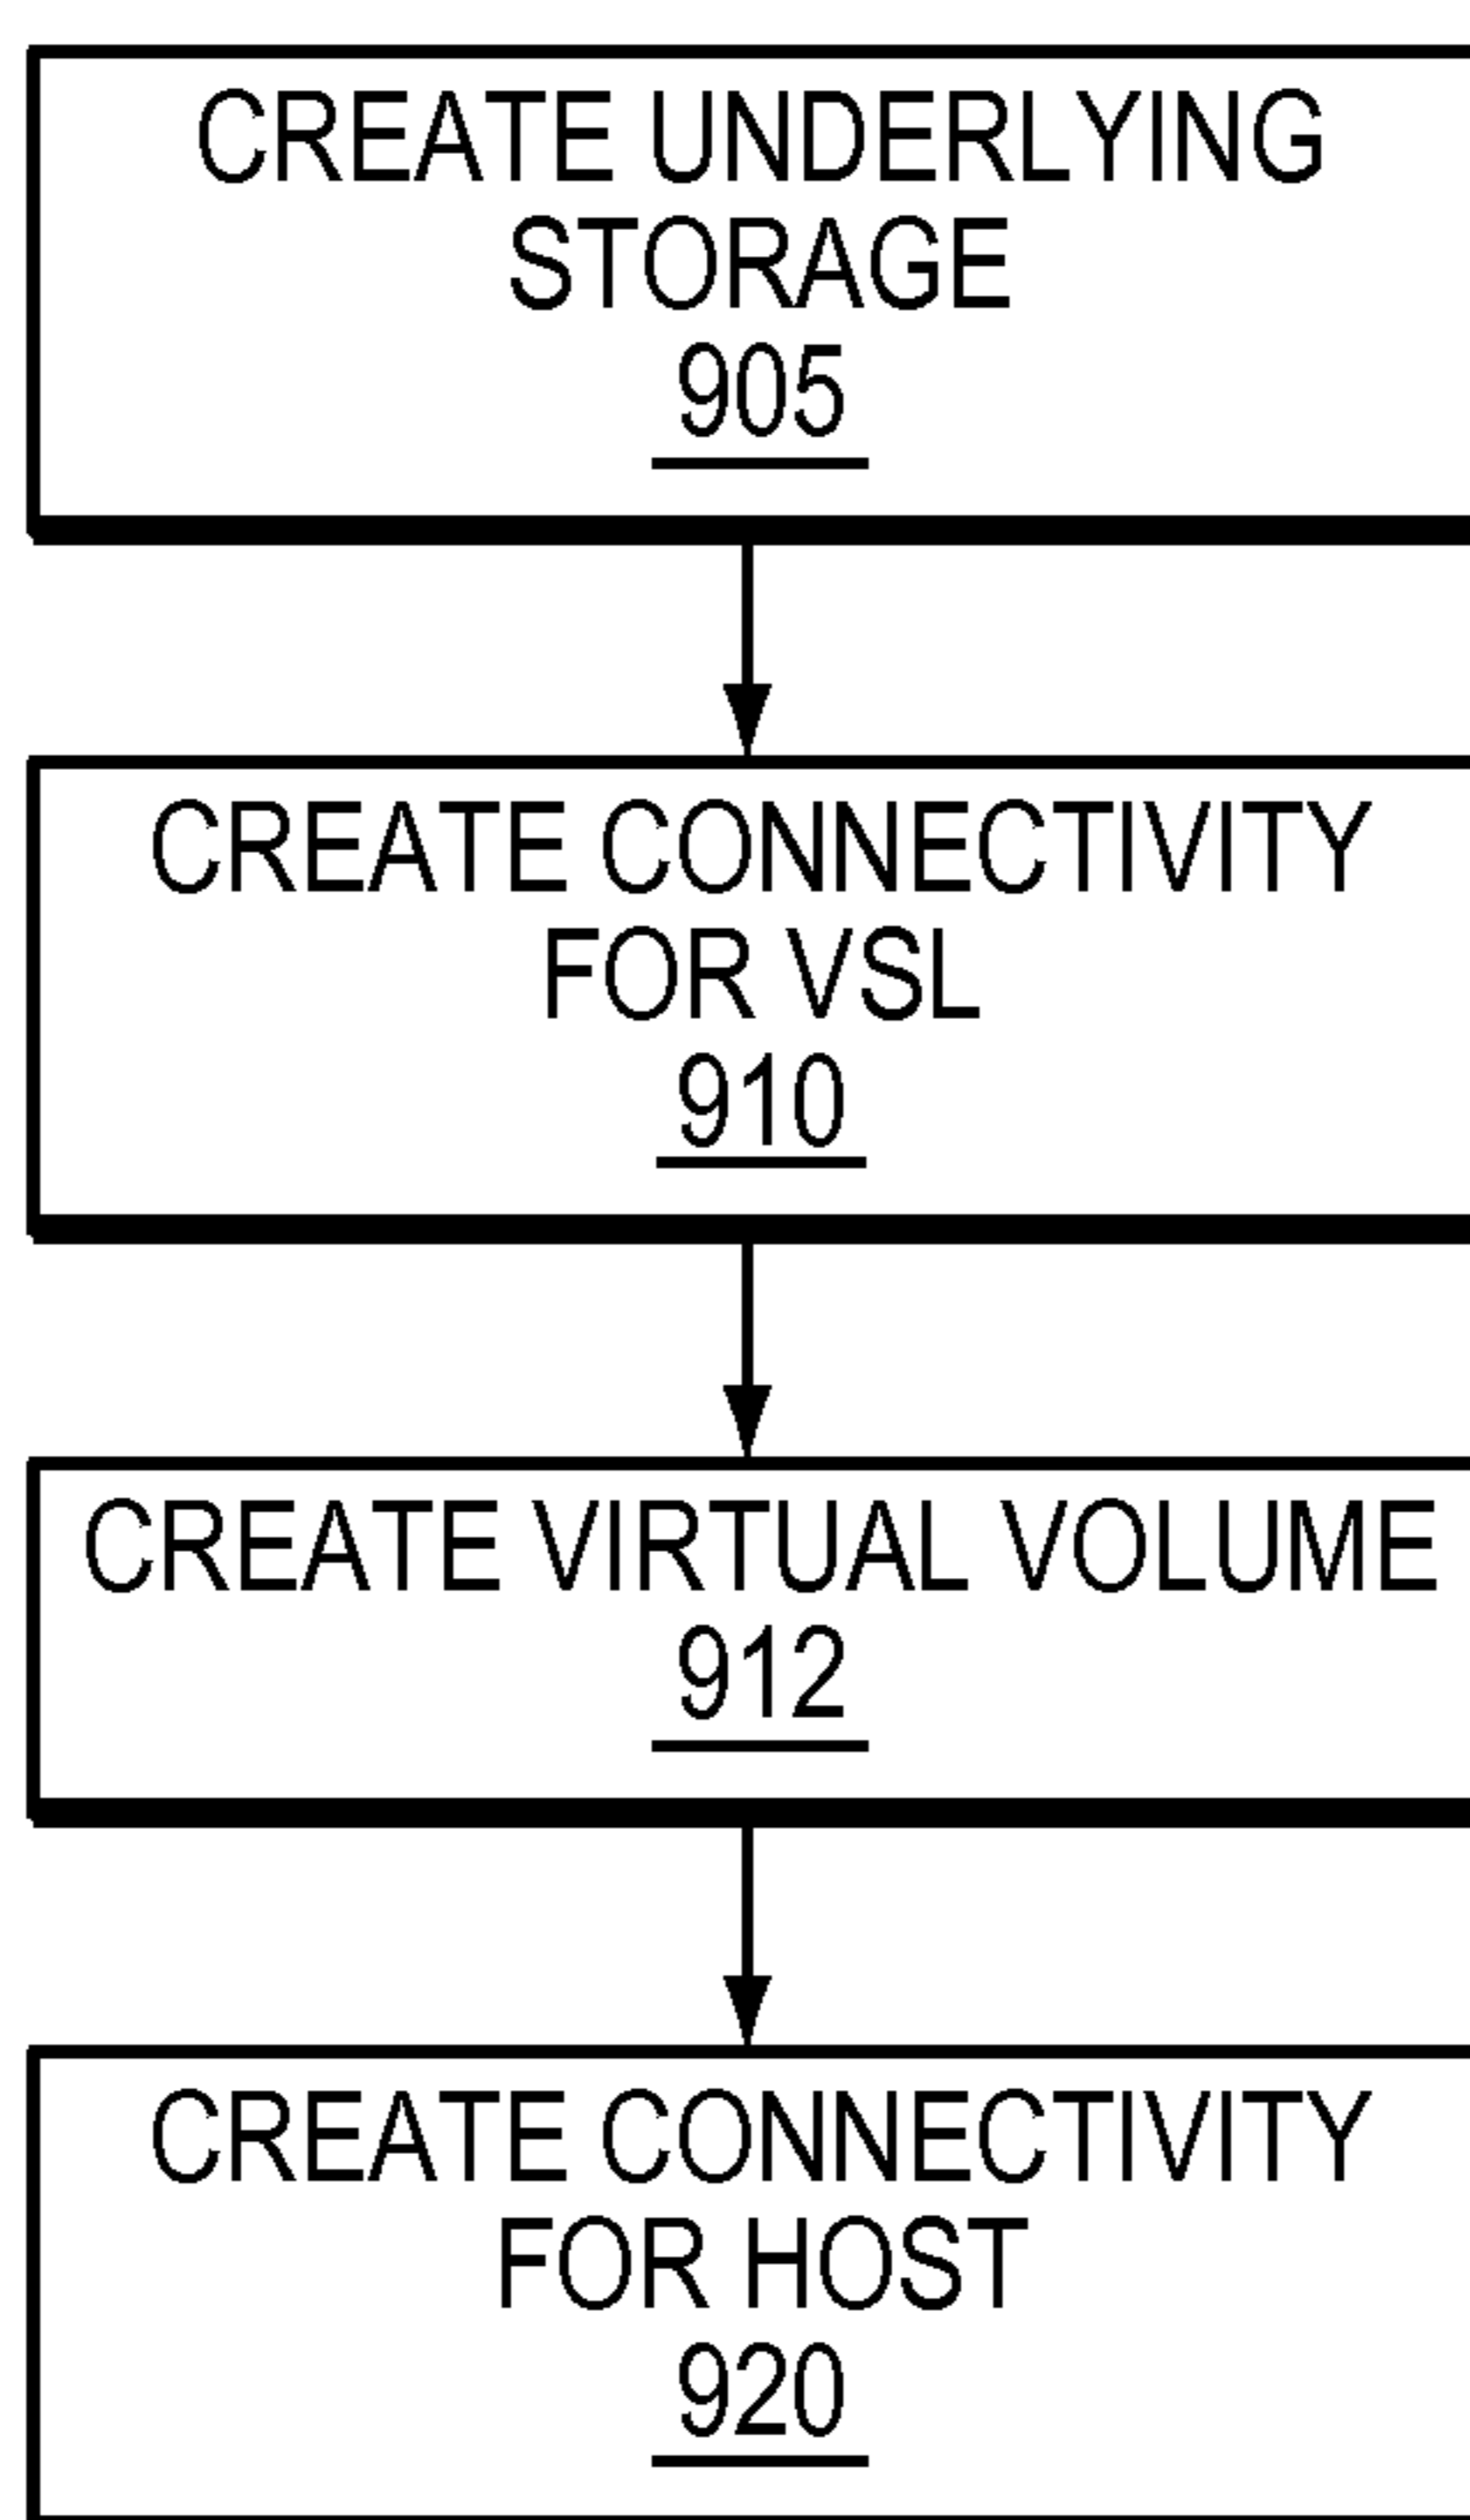 CREATE UNDERLYING
STORAGE
905
CREATE CONNECTIVITY
FOR VSL
910
CREATE VIRTUAL VOLUME
912
CREATE CONNECTIVITY
FOR HOST
920